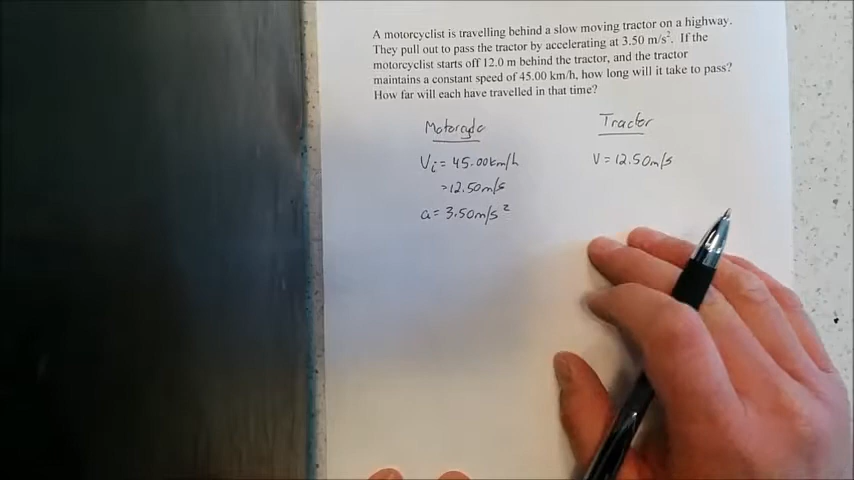 A motorcyclist is travelling behind a slow moving tractor on a highway.
They pull out to pass the tractor by accelerating at 3.50 m/s². If the
motorcyclist starts off 12.0 m behind the tractor, and the tractor
maintains a constant speed of 45.00 km/h, how long will it take to pass?
How far will each have travelled in that time?
Motorcycle Tractor
Vi = 45.00km/h V = 12.50m/s
=12.50m/s
a = 3.50m/s²